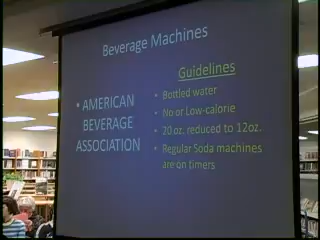 Beverage Machines
• AMERICAN
BEVERAGE
ASSOCIATION
Guidelines
• Bottled water
• No or Low-calorie
• 20 oz. reduced to 12oz.
• Regular Soda machines
are on timers